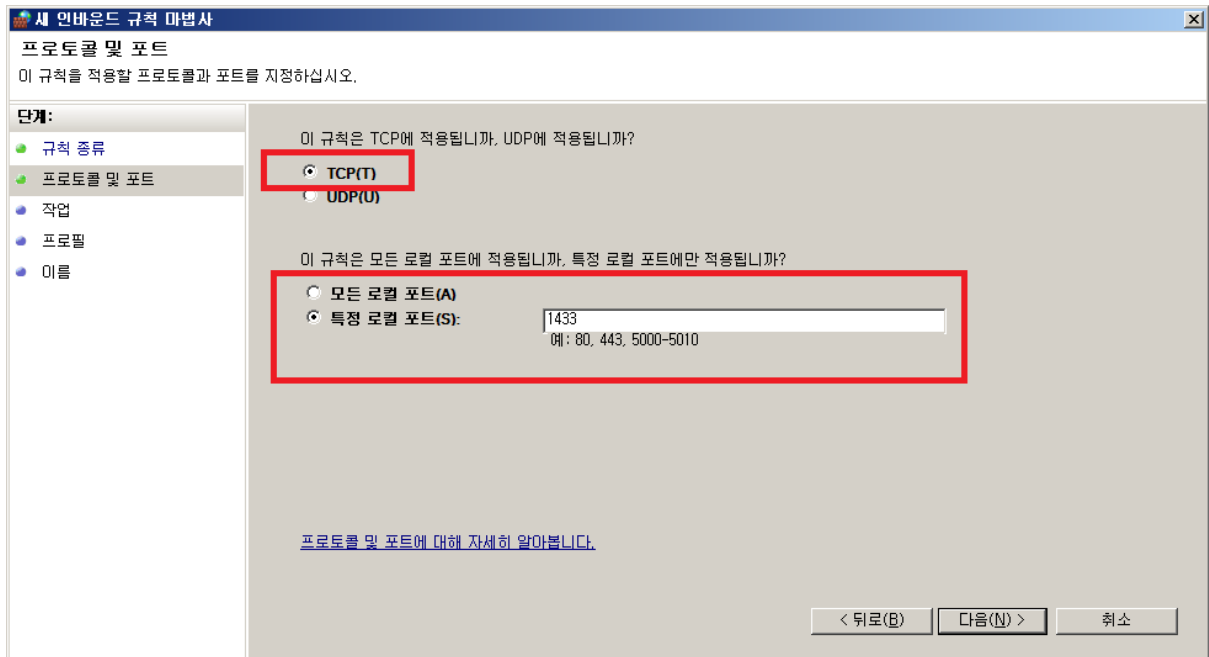 새 인바운드 규칙 마법사
프로토콜 및 포트
이 규칙을 적용할 프로토콜과 포트를 지정하십시오.
단계:
규칙 종류
프로토콜 및 포트
작업
프로필
이름
이 규칙은 TCP에 적용됩니까, UDP에 적용됩니까?
TCP(T)
UDP(U)
이 규칙은 모든 로컬 포트에 적용됩니까, 특정 로컬 포트에만 적용됩니까?
모든 로컬 포트(A)
특정 로컬 포트(S): 1433
예: 80, 443, 5000-5010
프로토콜 및 포트에 대해 자세히 알아봅니다.
< 뒤로(B) 다음(N) > 취소